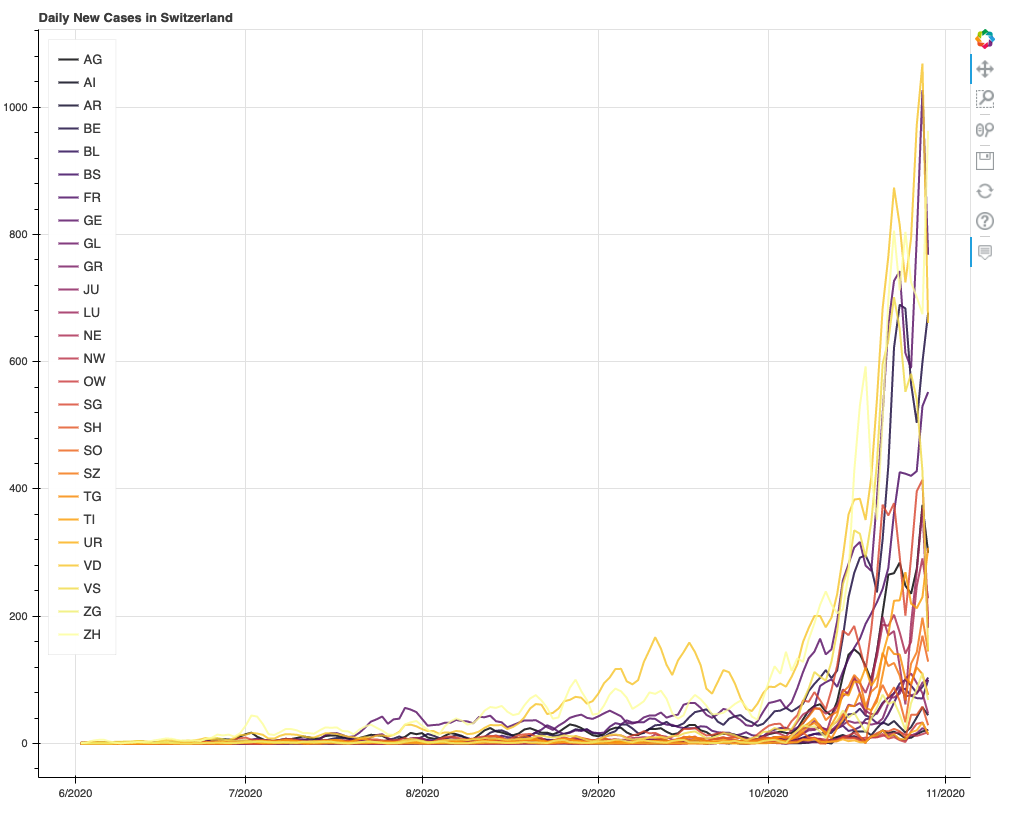 Daily New Cases in Switzerland
AG
AI
AR
BE
BL
BS
FR
GE
GL
GR
JU
LU
NE
NW
OW
SG
SH
SO
SZ
TG
TI
UR
VD
VS
ZG
ZH
1000
800
600
400
200
0
6/2020 7/2020 8/2020 9/2020 10/2020 11/2020